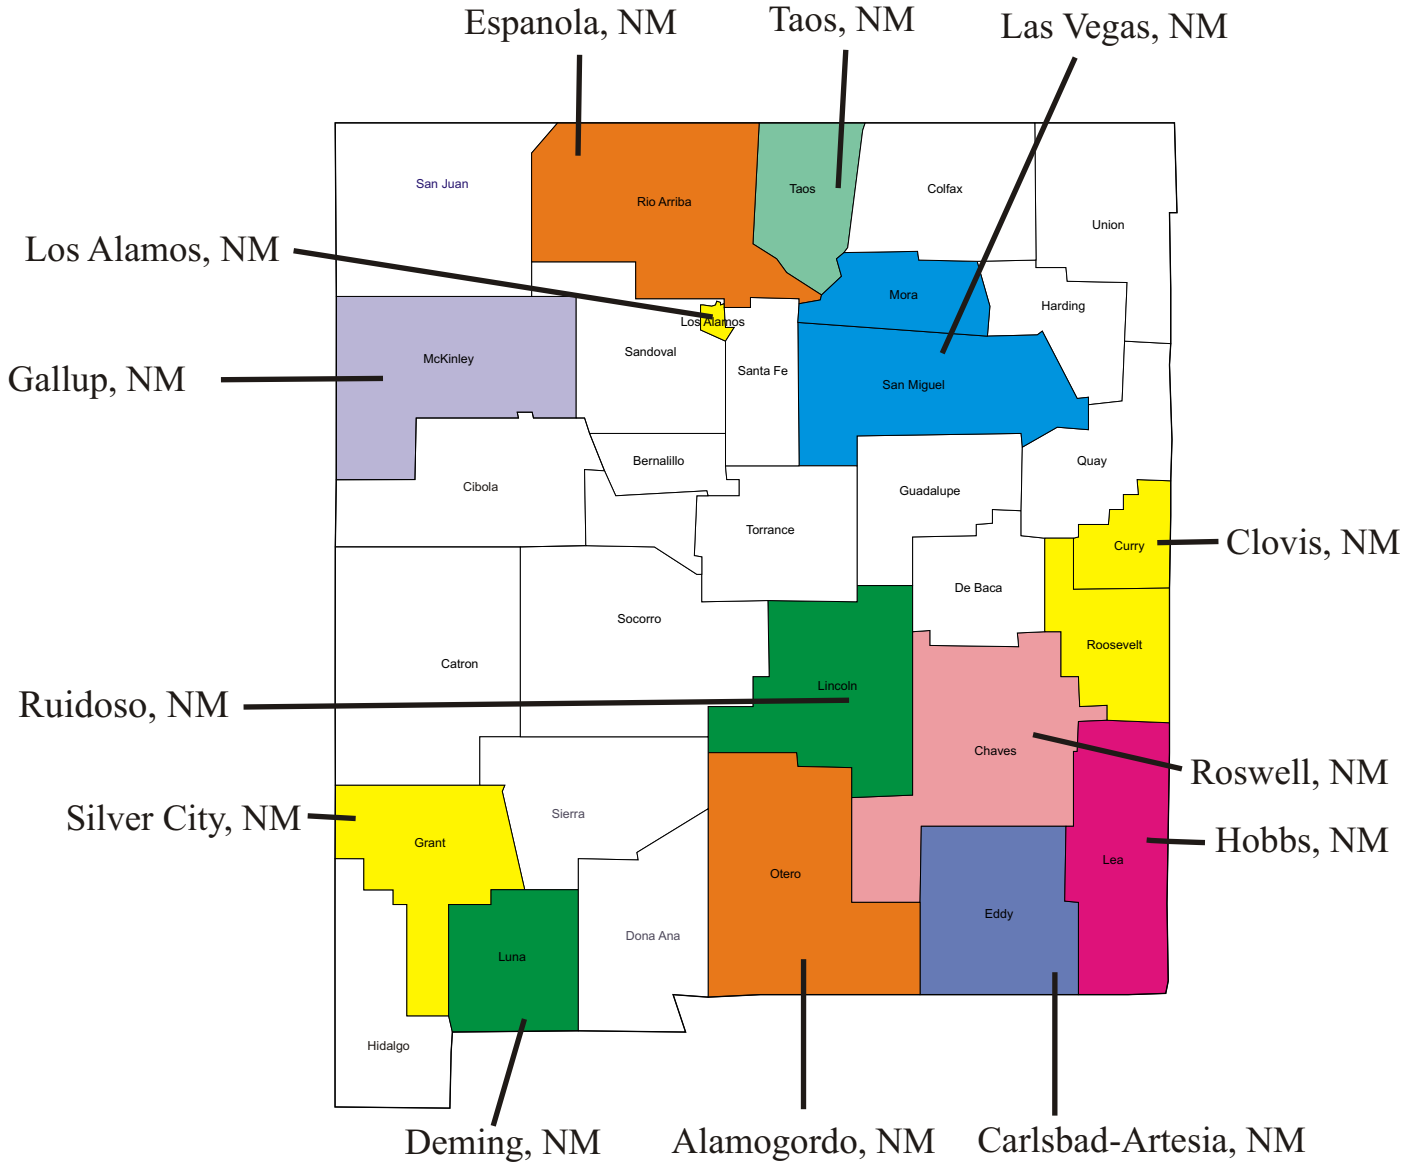 Espanola, NM
Taos, NM
Las Vegas, NM
San Juan
Rio Arriba
Taos
Colfax
Union
Los Alamos, NM
Mora
Harding
Los Alamos
Sandoval
Santa Fe
McKinley
San Miguel
Gallup, NM
Bernalillo
Quay
Cibola
Guadalupe
Torrance
Curry
Clovis, NM
De Baca
Socorro
Roosevelt
Catron
Lincoln
Ruidoso, NM
Chaves
Roswell, NM
Silver City, NM
Sierra
Grant
Hobbs, NM
Lea
Otero
Eddy
Dona Ana
Luna
Hidalgo
Deming, NM
Alamogordo, NM
Carlsbad-Artesia, NM